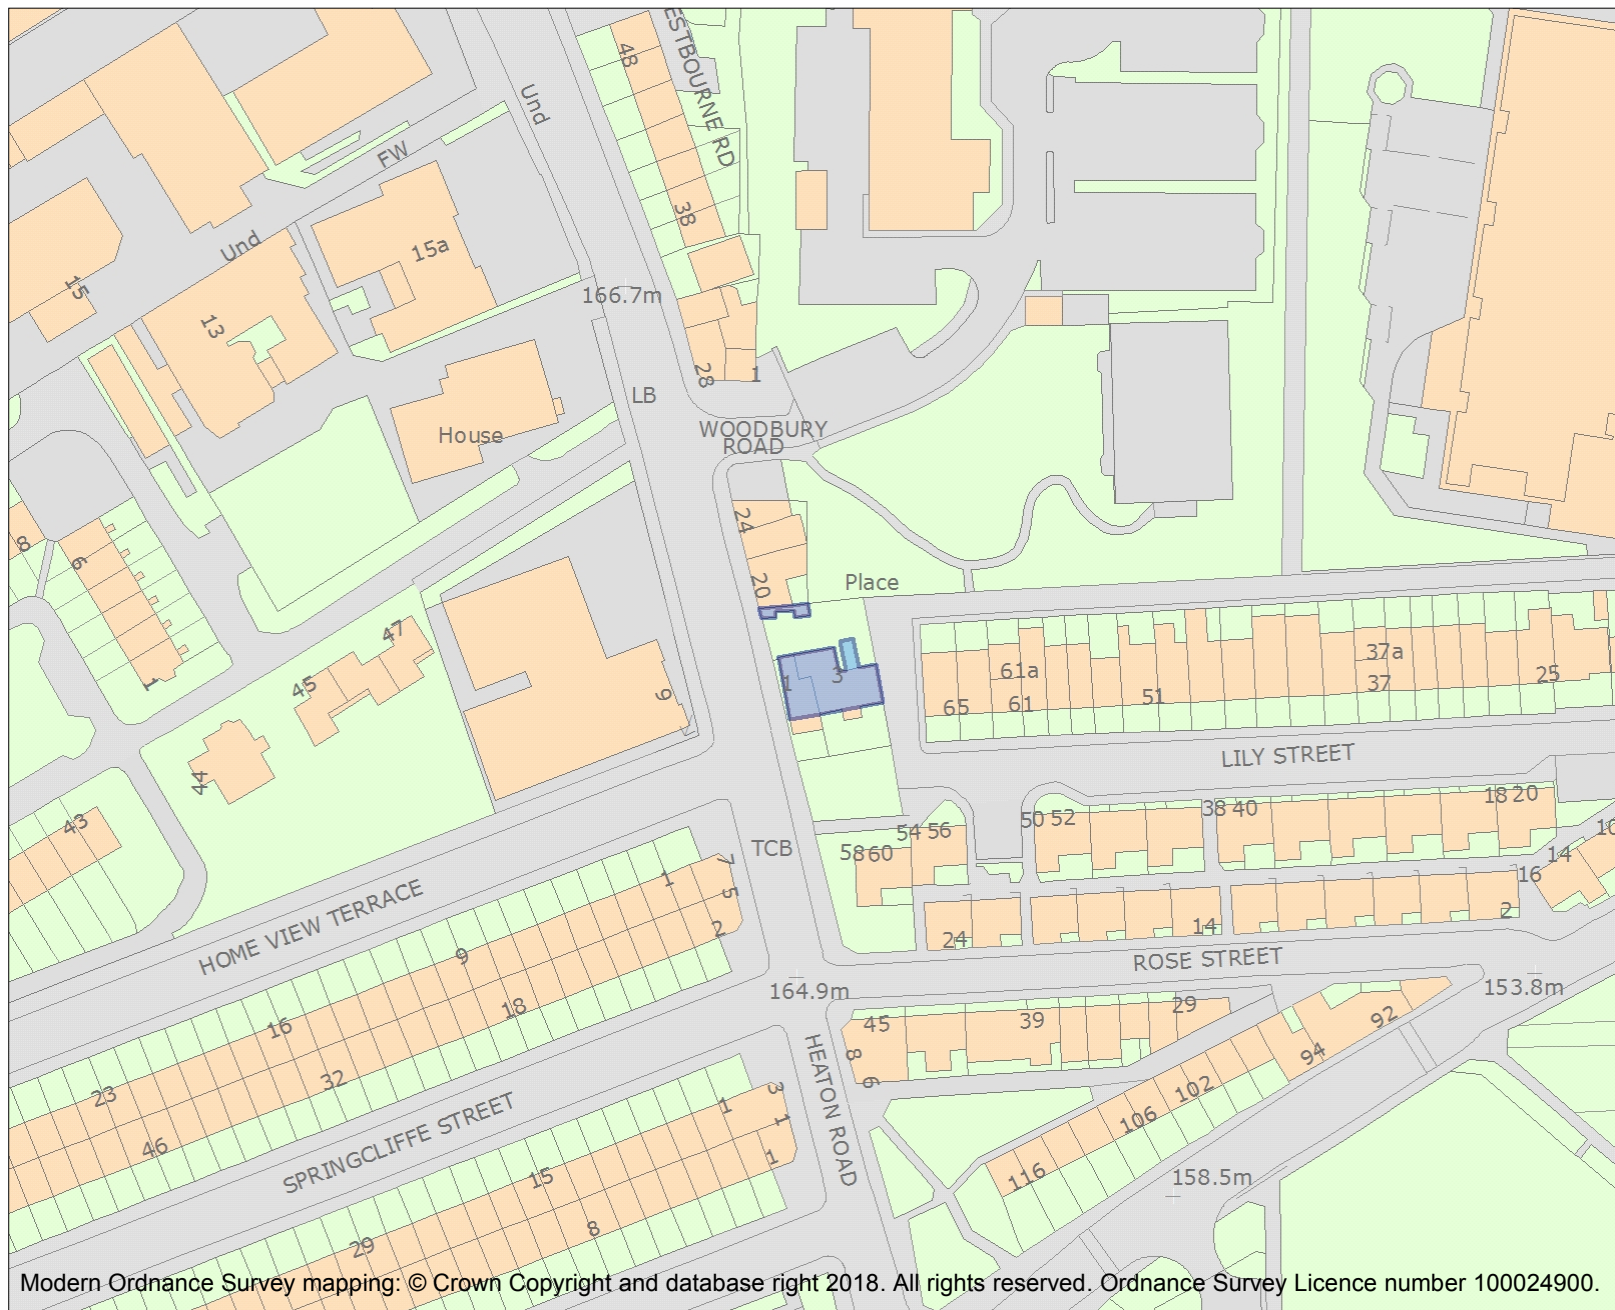 48
ESTBOURNE RD
Und
FW
38
Und
15a
15
13
166.7m
28
1
LB
House
WOODBURY
ROAD
24
8
6
20
Place
47
45
1
9
1
3
61a
37a
65
61
51
37
25
44
LILY STREET
43
54 56
50 52
38 40
18 20
10
TCB
58 60
14
16
7
1
5
2
HOME VIEW TERRACE
9
24
14
2
ROSE STREET
164.9m
153.8m
18
16
45
39
29
92
8
94
6
HEATON ROAD
23
32
3
1
1
102
106
46
SPRINGCLIFFE STREET
15
1
116
158.5m
8
29
Modern Ordnance Survey mapping: © Crown Copyright and database right 2018. All rights reserved. Ordnance Survey Licence number 100024900.